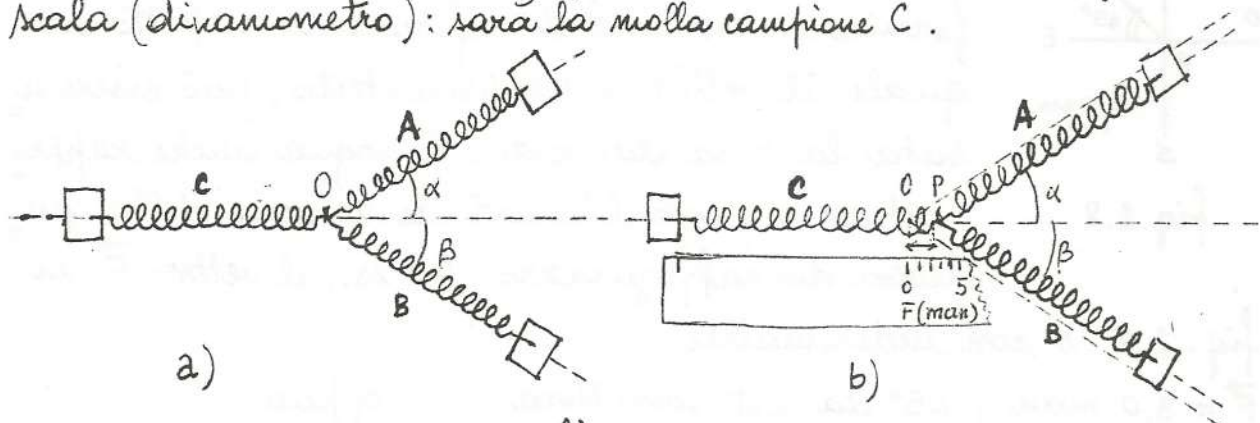 scala (dinamometro): sarà la molla campione C.
A
C
O
α
β
B
a)
A
C
O P
α
β
0 5
F(man)
B
b)